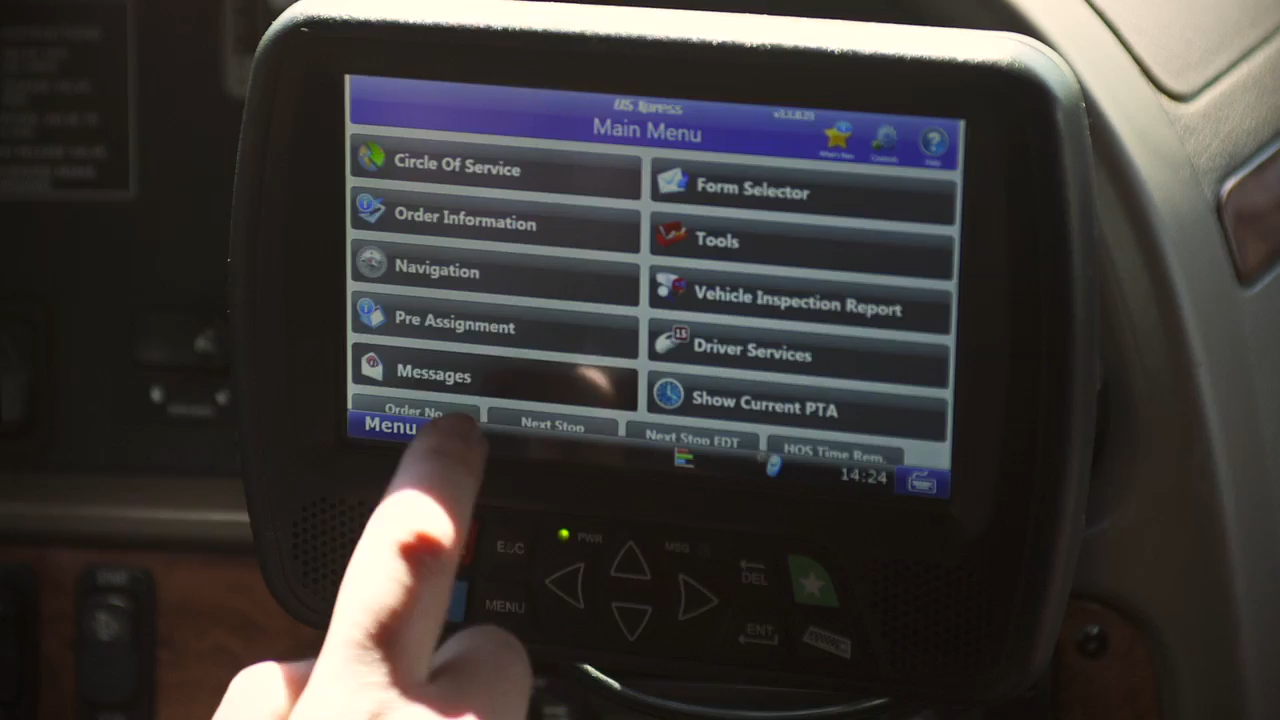 US Xpress
Main Menu
Circle Of Service
Order Information
Navigation
Pre Assignment
Messages
Form Selector
Tools
Vehicle Inspection Report
15
Driver Services
Show Current PTA
Order No
Next Stop
Next Stop EDT
HOS Time Rem.
Menu
14:24
ESC
PWR
MSG
DEL
MENU
ENT